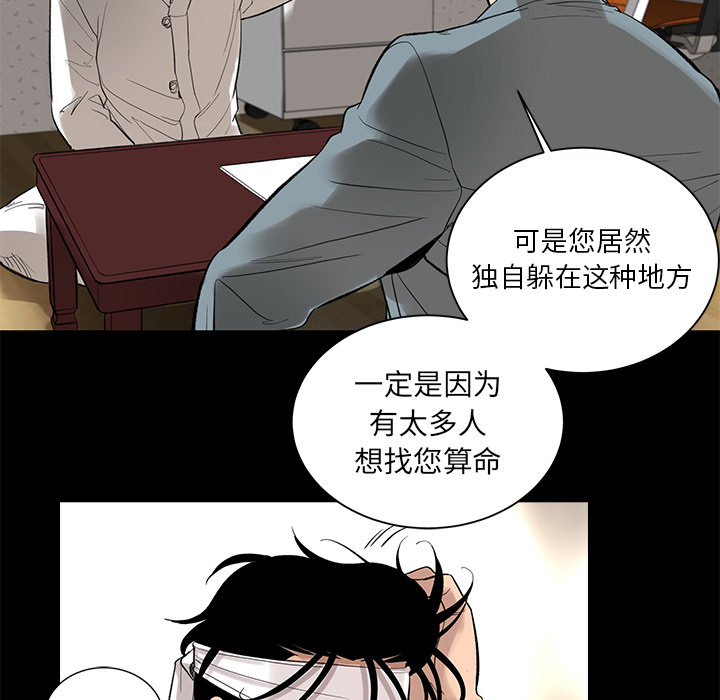 可是您居然
独自躲在这种地方
一定是因为
有太多人
想找您算命